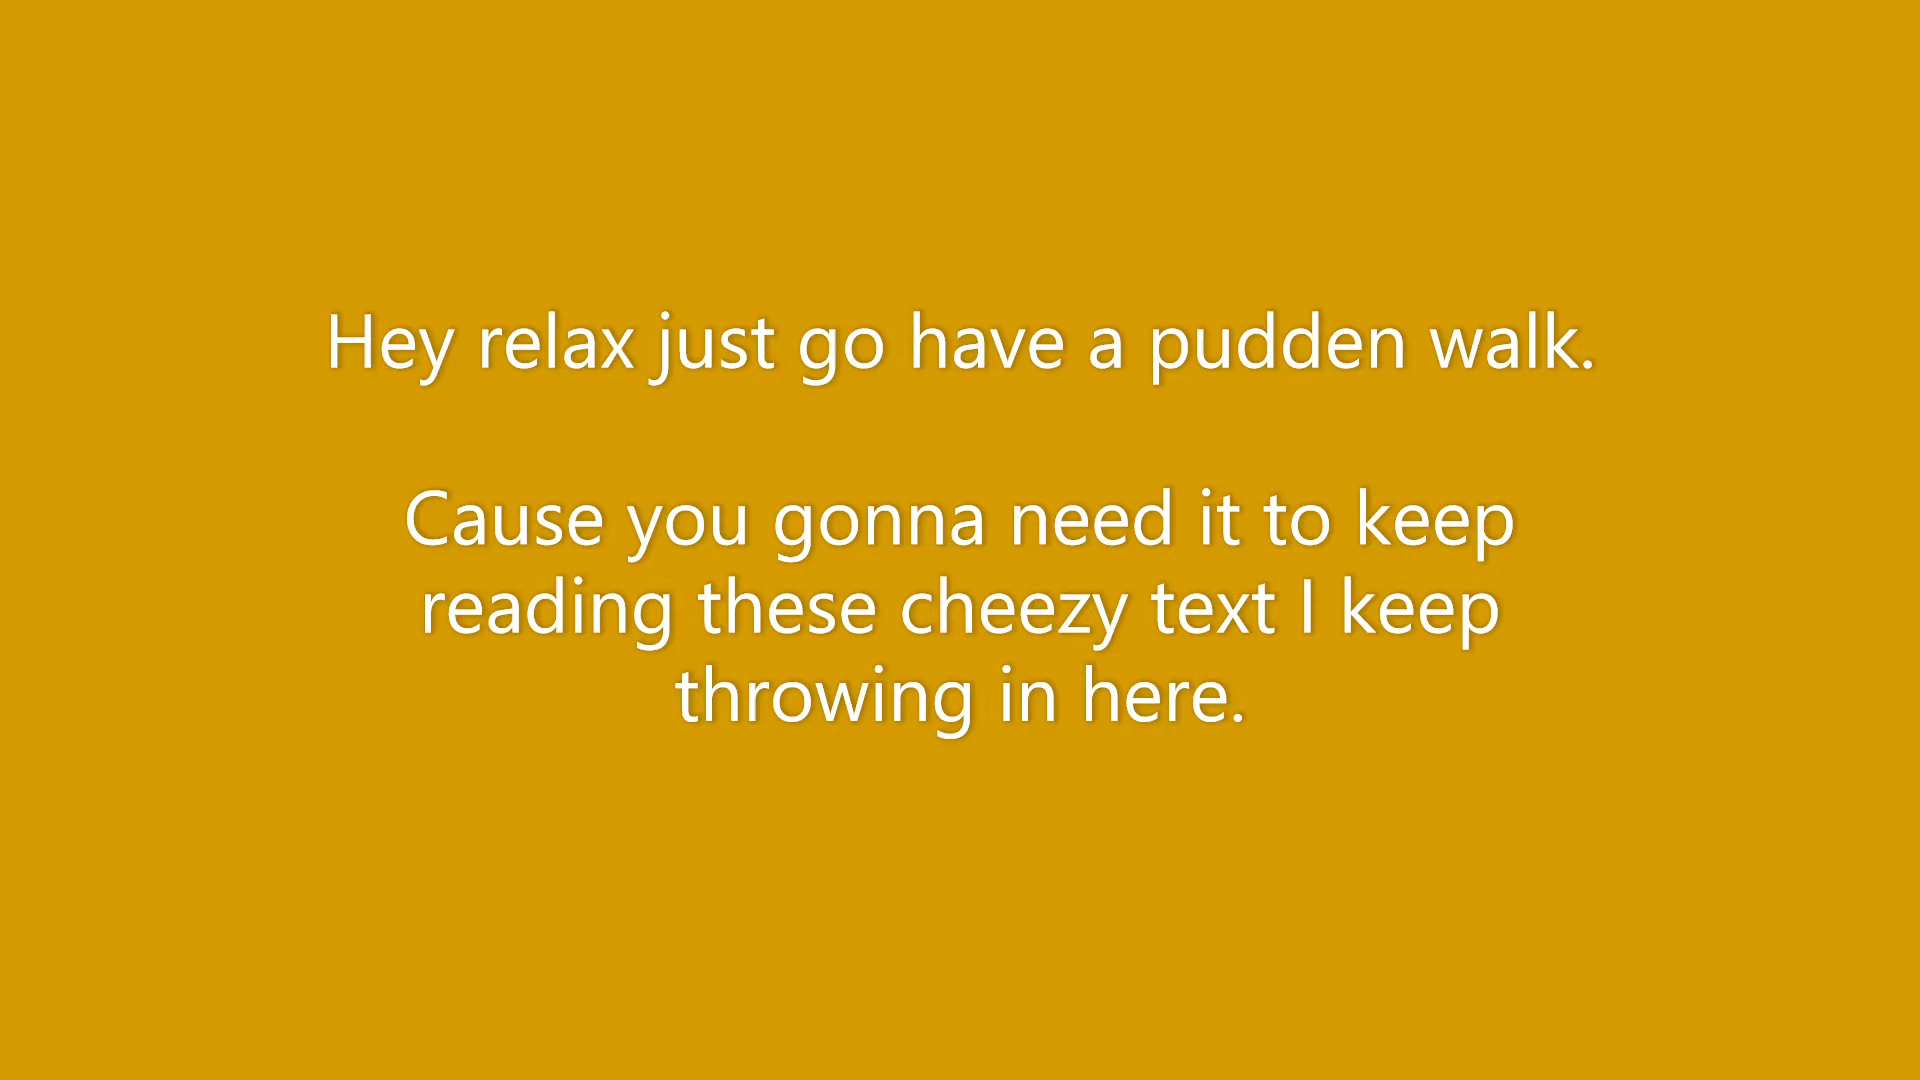 Hey relax just go have a pudden walk.
Cause you gonna need it to keep
reading these cheezy text I keep
throwing in here.